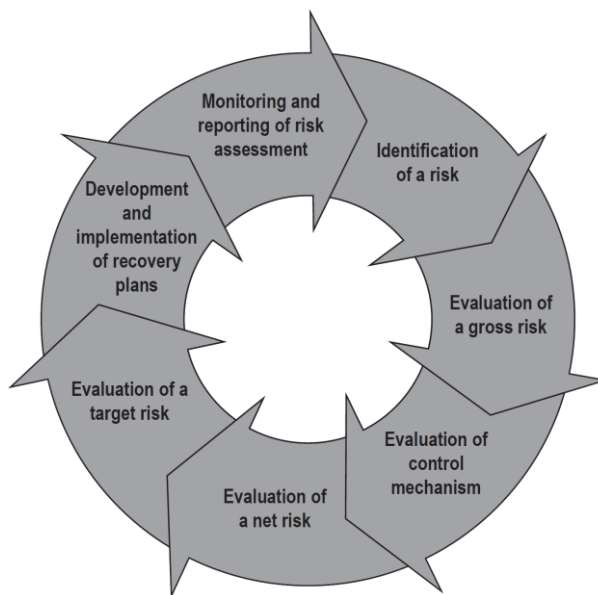 Monitoring and
reporting of risk
assessment
Identification
of a risk
Evaluation of
a gross risk
Evaluation of
control
mechanism
Evaluation of
a net risk
Evaluation of a
target risk
Development
and
implementation
of recovery
plans